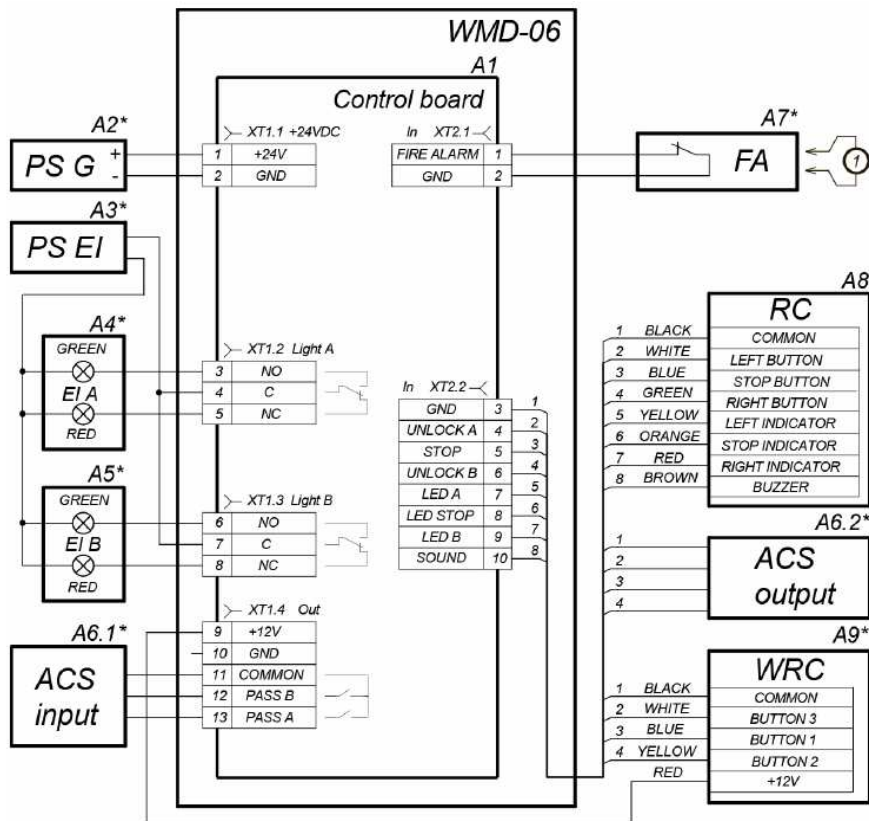 WMD-06
A1
Control board
A2*
PS G
+
-
XT1.1 +24VDC
1 +24V
2 GND
In XT2.1
FIRE ALARM 1
GND 2
A7*
FA
1
A3*
PS EI
A4*
GREEN
EI A
RED
XT1.2 Light A
3 NO
4 C
5 NC
A5*
GREEN
EI B
RED
XT1.3 Light B
6 NO
7 C
8 NC
A6.1*
ACS
input
XT1.4 Out
9 +12V
10 GND
11 COMMON
12 PASS B
13 PASS A
In XT2.2
GND 3 1
UNLOCK A 4 2
STOP 5 3
UNLOCK B 6 4
LED A 7 5
LED STOP 8 6
LED B 9 7
SOUND 10 8
A8
RC
1 BLACK COMMON
2 WHITE LEFT BUTTON
3 BLUE STOP BUTTON
4 GREEN RIGHT BUTTON
5 YELLOW LEFT INDICATOR
6 ORANGE STOP INDICATOR
7 RED RIGHT INDICATOR
8 BROWN BUZZER
A6.2*
1
2
3
4
ACS
output
A9*
WRC
1 BLACK COMMON
2 WHITE BUTTON 3
3 BLUE BUTTON 1
4 YELLOW BUTTON 2
RED +12V